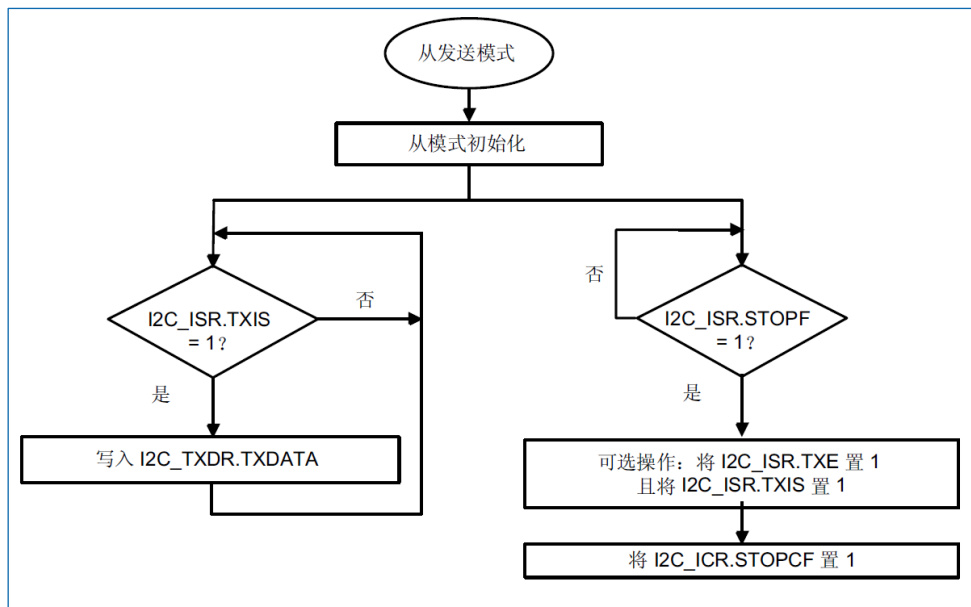 从发送模式
从模式初始化
I2C_ISR.TXIS
= 1？
否
是
写入 I2C_TXDR.TXDATA
否
I2C_ISR.STOPF
= 1？
是
可选操作：将 I2C_ISR.TXE 置 1
且将 I2C_ISR.TXIS 置 1
将 I2C_ICR.STOPCF 置 1